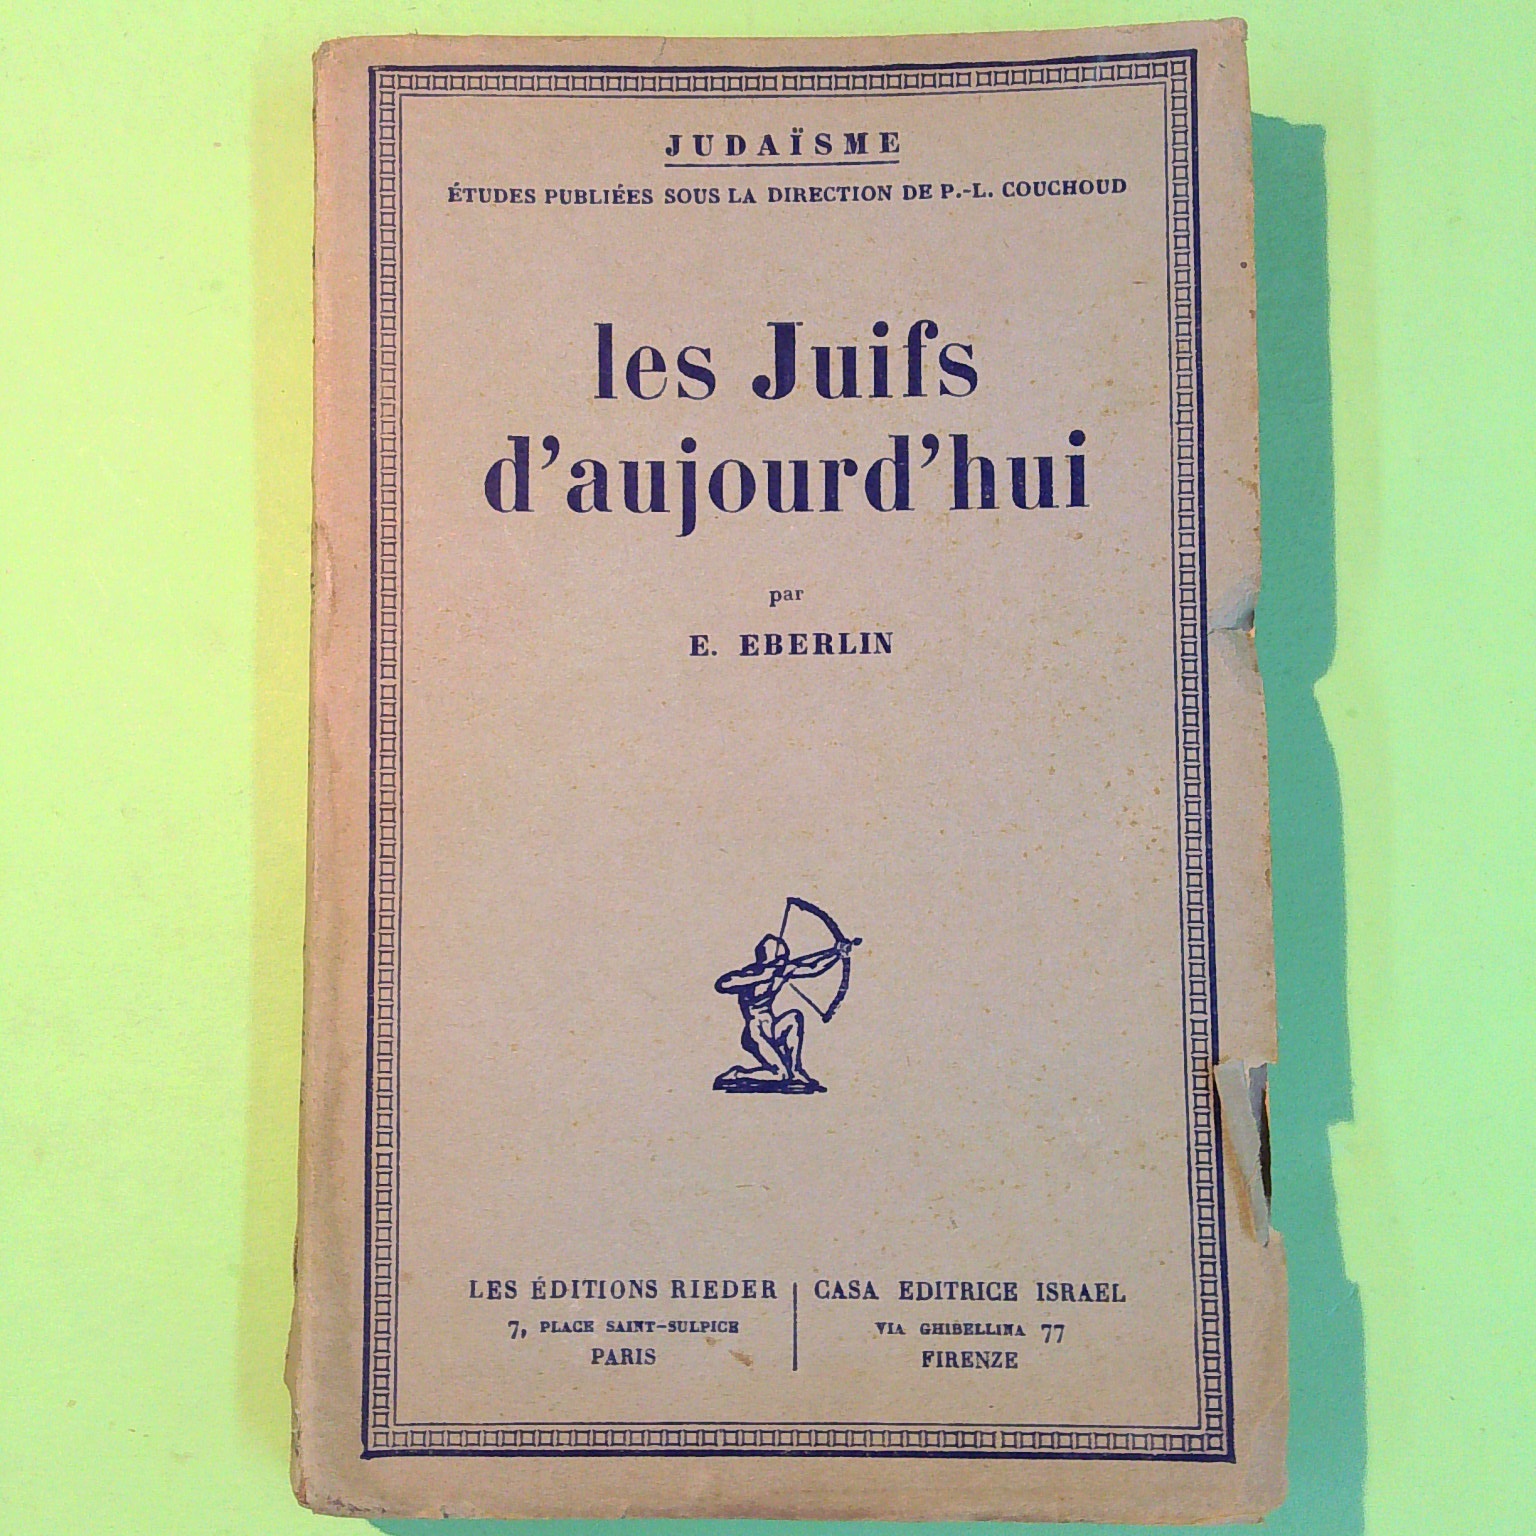 JUDAÏSME
ÉTUDES PUBLIÉES SOUS LA DIRECTION DE P.-L. COUCHOUD
les Juifs
d'aujourd'hui
par
E. EBERLIN
LES ÉDITIONS RIEDER
7, PLACE SAINT-SULPICE
PARIS
CASA EDITRICE ISRAEL
VIA GHIBELLINA 77
FIRENZE